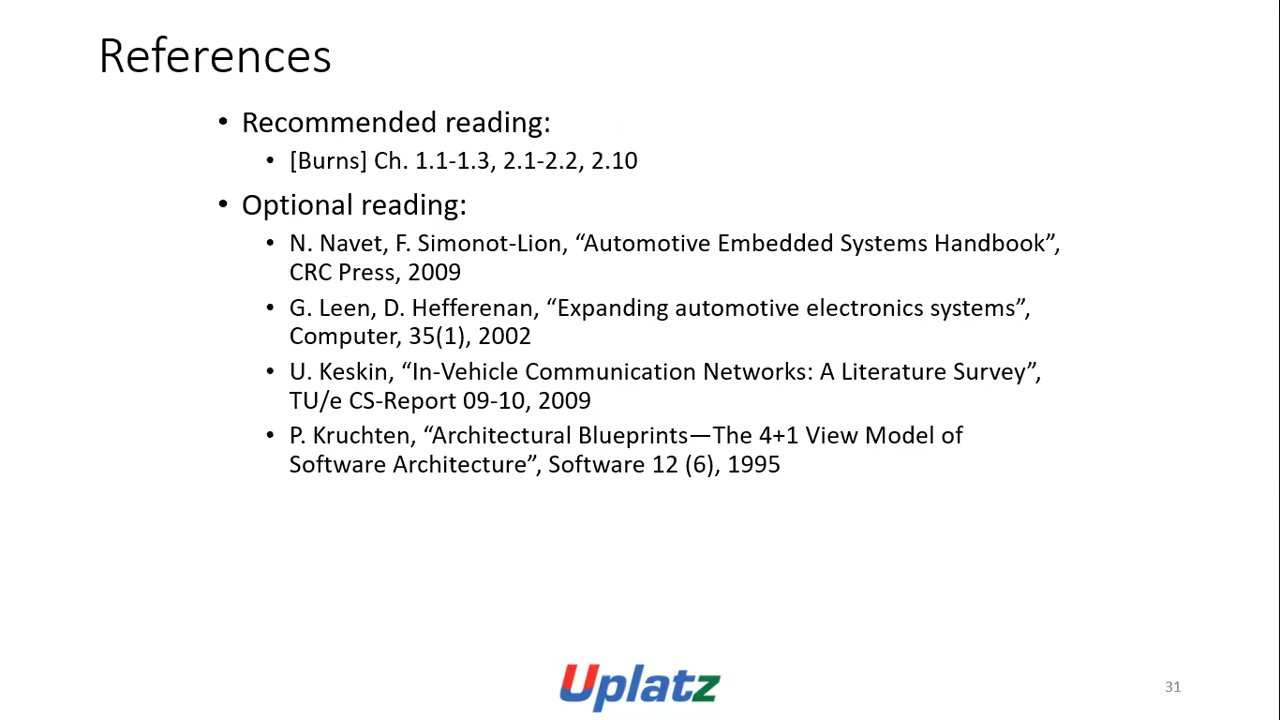 References
• Recommended reading:
• [Burns] Ch. 1.1-1.3, 2.1-2.2, 2.10
• Optional reading:
• N. Navet, F. Simonot-Lion, “Automotive Embedded Systems Handbook”,
CRC Press, 2009
• G. Leen, D. Hefferenan, “Expanding automotive electronics systems”,
Computer, 35(1), 2002
• U. Keskin, “In-Vehicle Communication Networks: A Literature Survey”,
TU/e CS-Report 09-10, 2009
• P. Kruchten, “Architectural Blueprints—The 4+1 View Model of
Software Architecture”, Software 12 (6), 1995
Uplatz
31